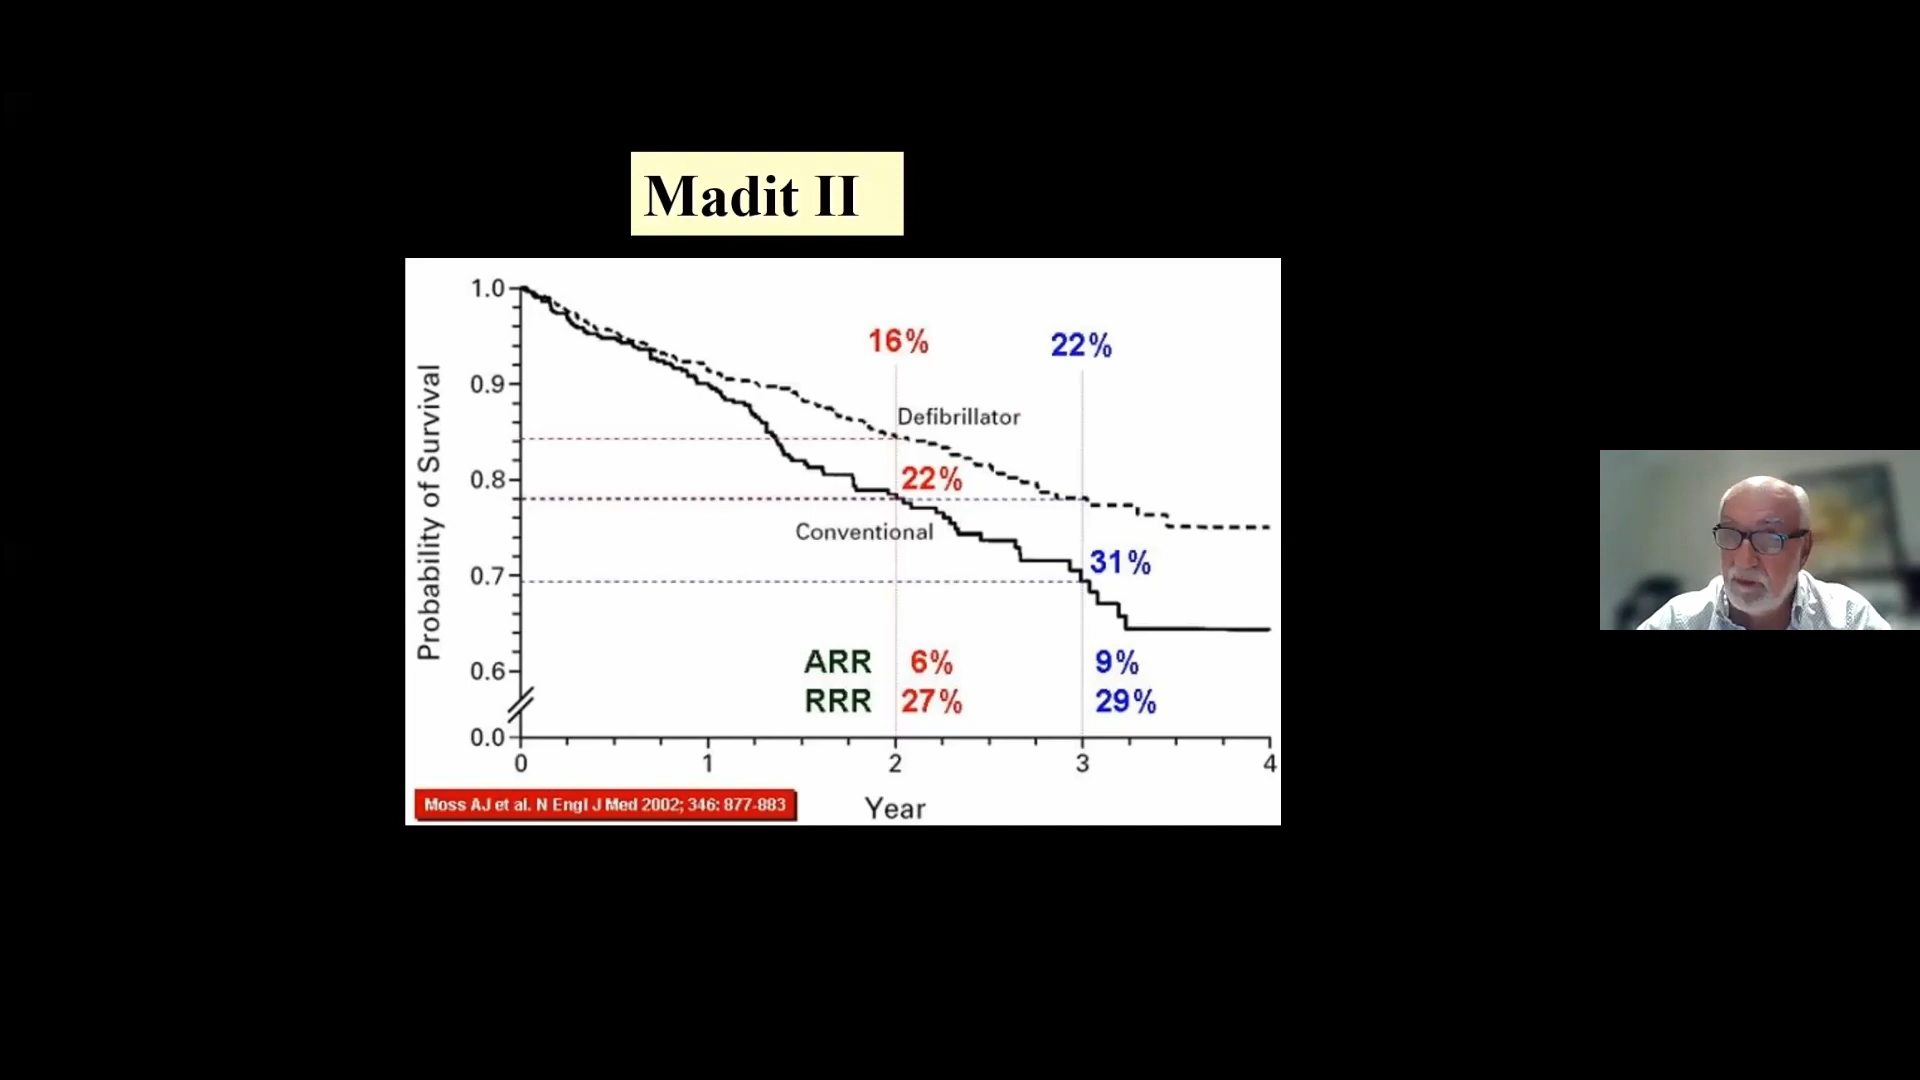 Madit II
1.0
16%
22%
0.9
Defibrillator
22%
0.8
Conventional
31%
0.7
ARR 6% 9%
0.6
RRR 27% 29%
0.0
0 1 2 3 4
Probability of Survival
Year
Moss AJ et al. N Engl J Med 2002; 346: 877-883